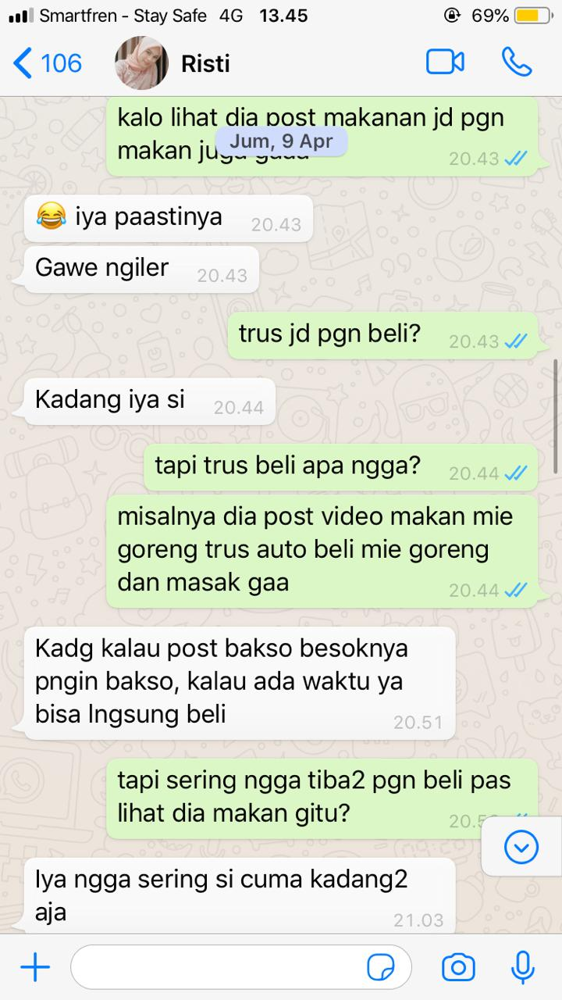 Smartfren - Stay Safe 4G 13.45 69%
106 Risti
kalo lihat dia post makanan jd pgn
Jum, 9 Apr
makan juga gaaa 20.43
😂 iya paastinya 20.43
Gawe ngiler 20.43
trus jd pgn beli? 20.43
Kadang iya si 20.44
tapi trus beli apa ngga? 20.44
misalnya dia post video makan mie
goreng trus auto beli mie goreng
dan masak gaa 20.44
Kadg kalau post bakso besoknya
pngin bakso, kalau ada waktu ya
bisa lngsung beli 20.51
tapi sering ngga tiba2 pgn beli pas
lihat dia makan gitu?
Iya ngga sering si cuma kadang2
aja 21.03